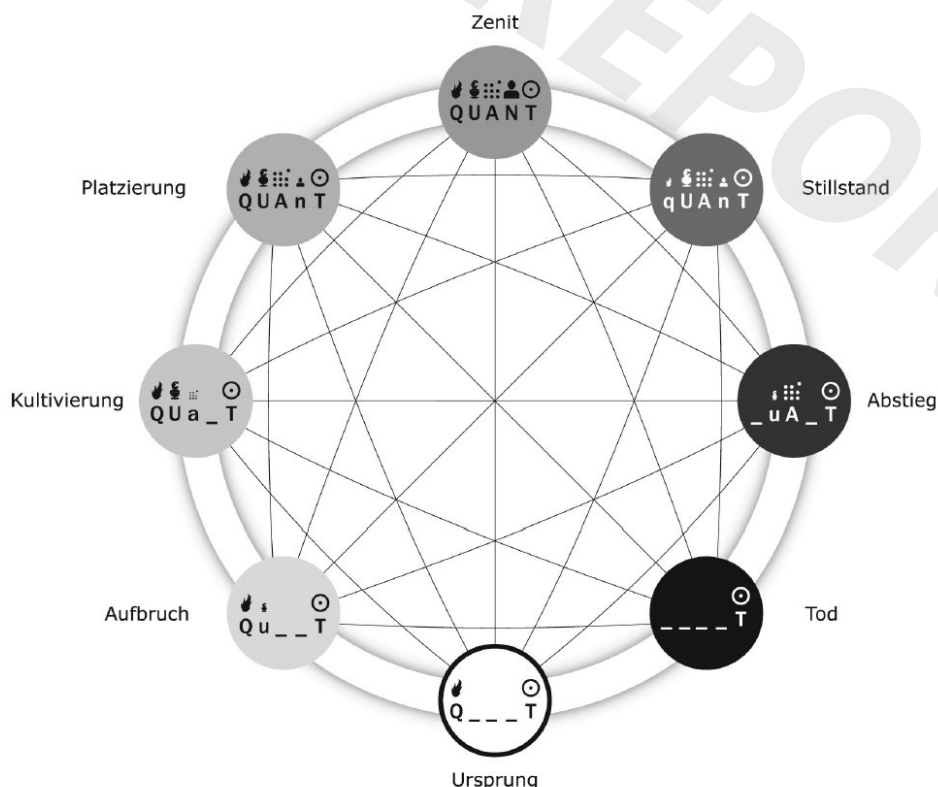 Zenit
QUANT
Platzierung
QUAnT
Stillstand
qUAnT
Kultivierung
QUa_T
Abstieg
_uA_T
Aufbruch
Qu__T
Tod
____T
Q___T
Ursprung